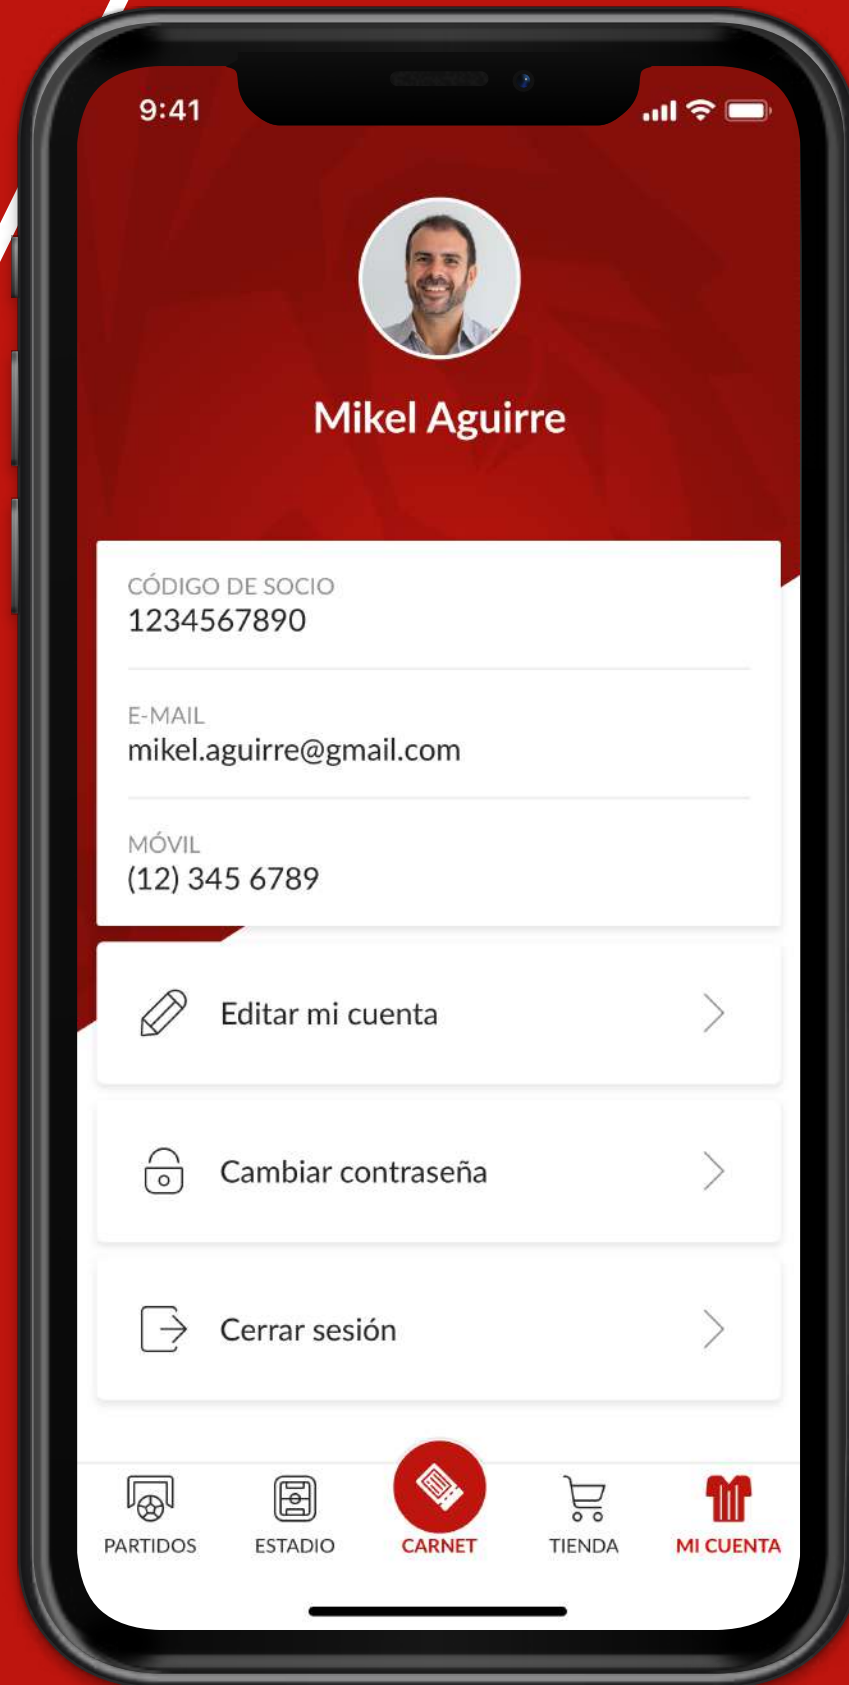 9:41
Mikel Aguirre
CÓDIGO DE SOCIO
1234567890
E-MAIL
mikel.aguirre@gmail.com
MÓVIL
(12) 345 6789
Editar mi cuenta
Cambiar contraseña
Cerrar sesión
PARTIDOS ESTADIO CARNET TIENDA MI CUENTA